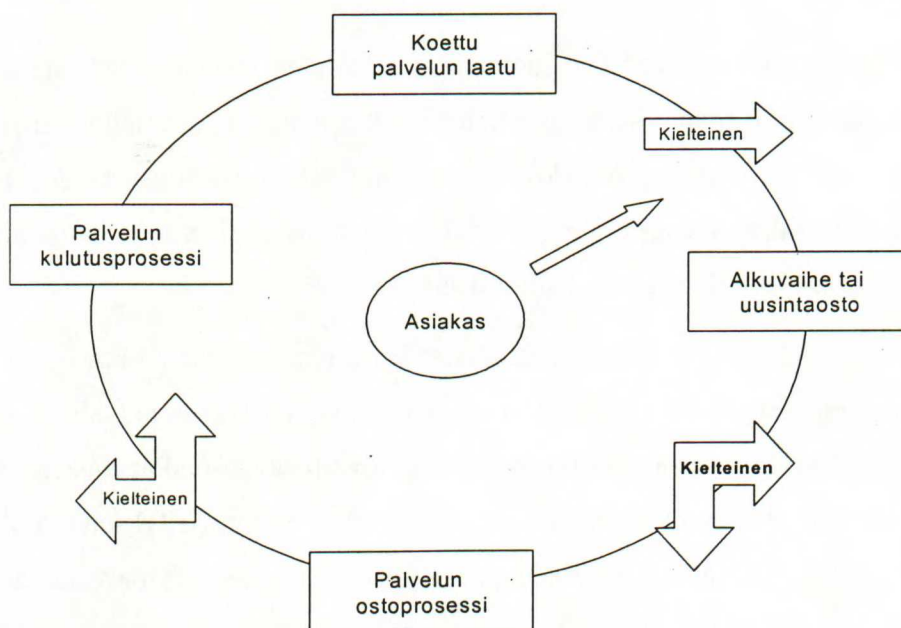 Koettu
palvelun laatu
Kielteinen
Palvelun
kulutusprosessi
Alkuvaihe tai
uusintaosto
Asiakas
Kielteinen
Kielteinen
Palvelun
ostoprosessi